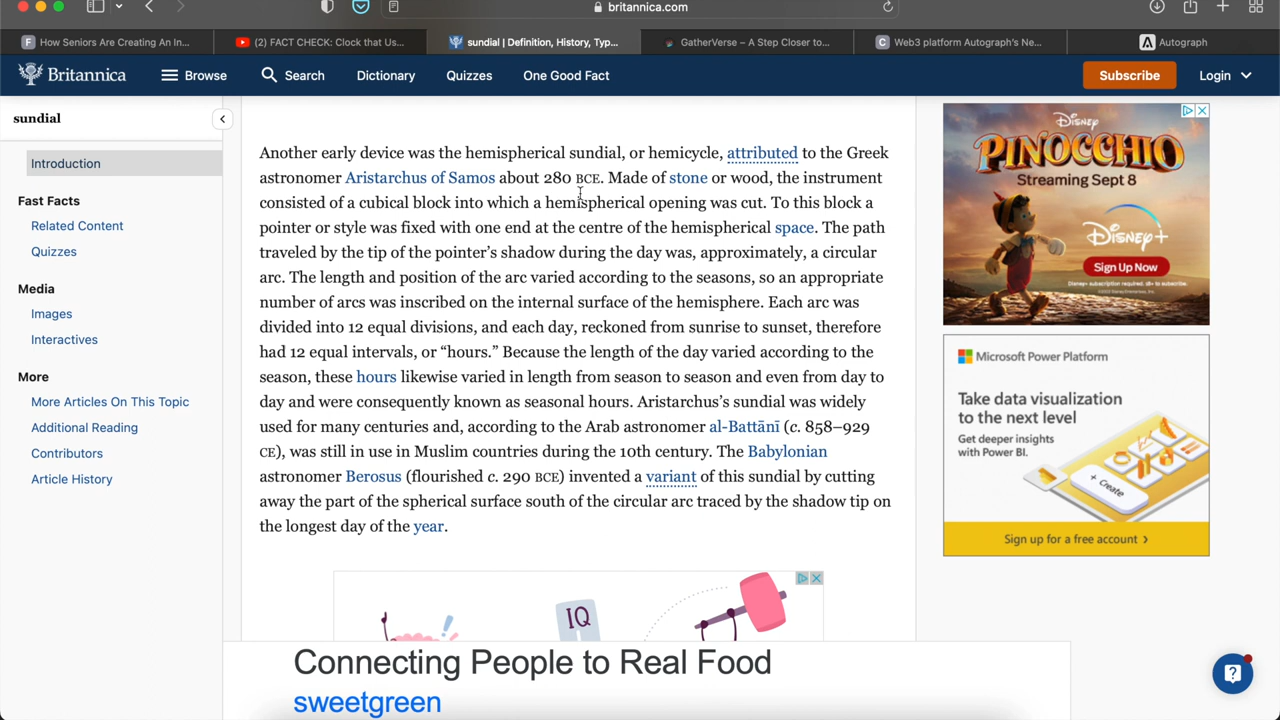 britannica.com
How Seniors Are Creating An In...
(2) FACT CHECK: Clock that Us...
sundial | Definition, History, Typ...
GatherVerse – A Step Closer to...
Web3 platform Autograph's Ne...
Autograph
Britannica
Browse
Search
Dictionary
Quizzes
One Good Fact
Subscribe
Login
sundial
Introduction
Fast Facts
Related Content
Quizzes
Media
Images
Interactives
More
More Articles On This Topic
Additional Reading
Contributors
Article History
Another early device was the hemispherical sundial, or hemicycle, attributed to the Greek
astronomer Aristarchus of Samos about 280 BCE. Made of stone or wood, the instrument
consisted of a cubical block into which a hemispherical opening was cut. To this block a
pointer or style was fixed with one end at the centre of the hemispherical space. The path
traveled by the tip of the pointer's shadow during the day was, approximately, a circular
arc. The length and position of the arc varied according to the seasons, so an appropriate
number of arcs was inscribed on the internal surface of the hemisphere. Each arc was
divided into 12 equal divisions, and each day, reckoned from sunrise to sunset, therefore
had 12 equal intervals, or “hours.” Because the length of the day varied according to the
season, these hours likewise varied in length from season to season and even from day to
day and were consequently known as seasonal hours. Aristarchus's sundial was widely
used for many centuries and, according to the Arab astronomer al-Battānī (c. 858–929
CE), was still in use in Muslim countries during the 10th century. The Babylonian
astronomer Berosus (flourished c. 290 BCE) invented a variant of this sundial by cutting
away the part of the spherical surface south of the circular arc traced by the shadow tip on
the longest day of the year.
Disney
PINOCCHIO
Streaming Sept 8
Disney+
Sign Up Now
Microsoft Power Platform
Take data visualization
to the next level
Get deeper insights
with Power BI.
+ Create
Sign up for a free account >
IQ
Connecting People to Real Food
sweetgreen